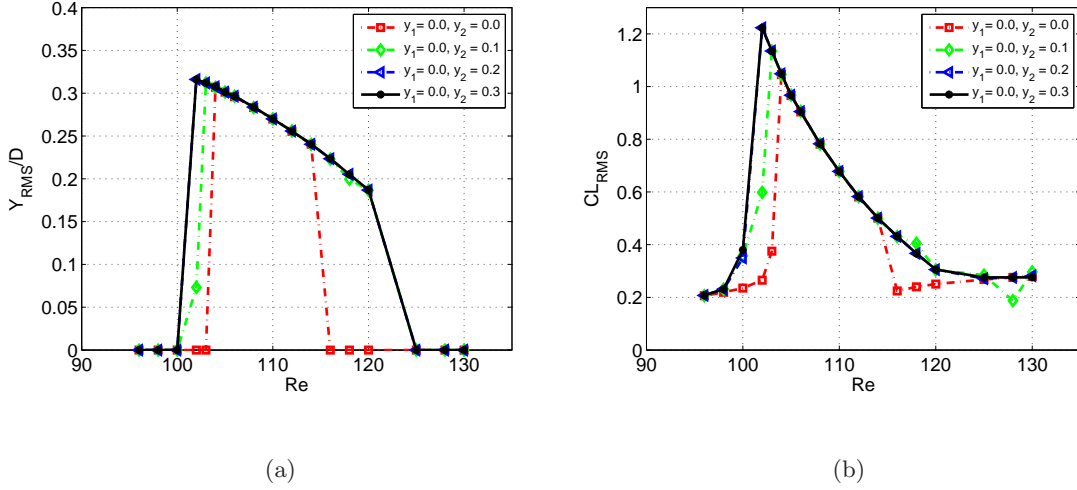 0.4
0.35
0.3
0.25
0.2
0.15
0.1
0.05
0
90
100
110
120
130
Y_RMS/D
Re
y_1= 0.0, y_2= 0.0
y_1= 0.0, y_2= 0.1
y_1= 0.0, y_2= 0.2
y_1= 0.0, y_2= 0.3
(a)
1.2
1
0.8
0.6
0.4
0.2
0
90
100
110
120
130
CL_RMS
Re
y_1= 0.0, y_2= 0.0
y_1= 0.0, y_2= 0.1
y_1= 0.0, y_2= 0.2
y_1= 0.0, y_2= 0.3
(b)